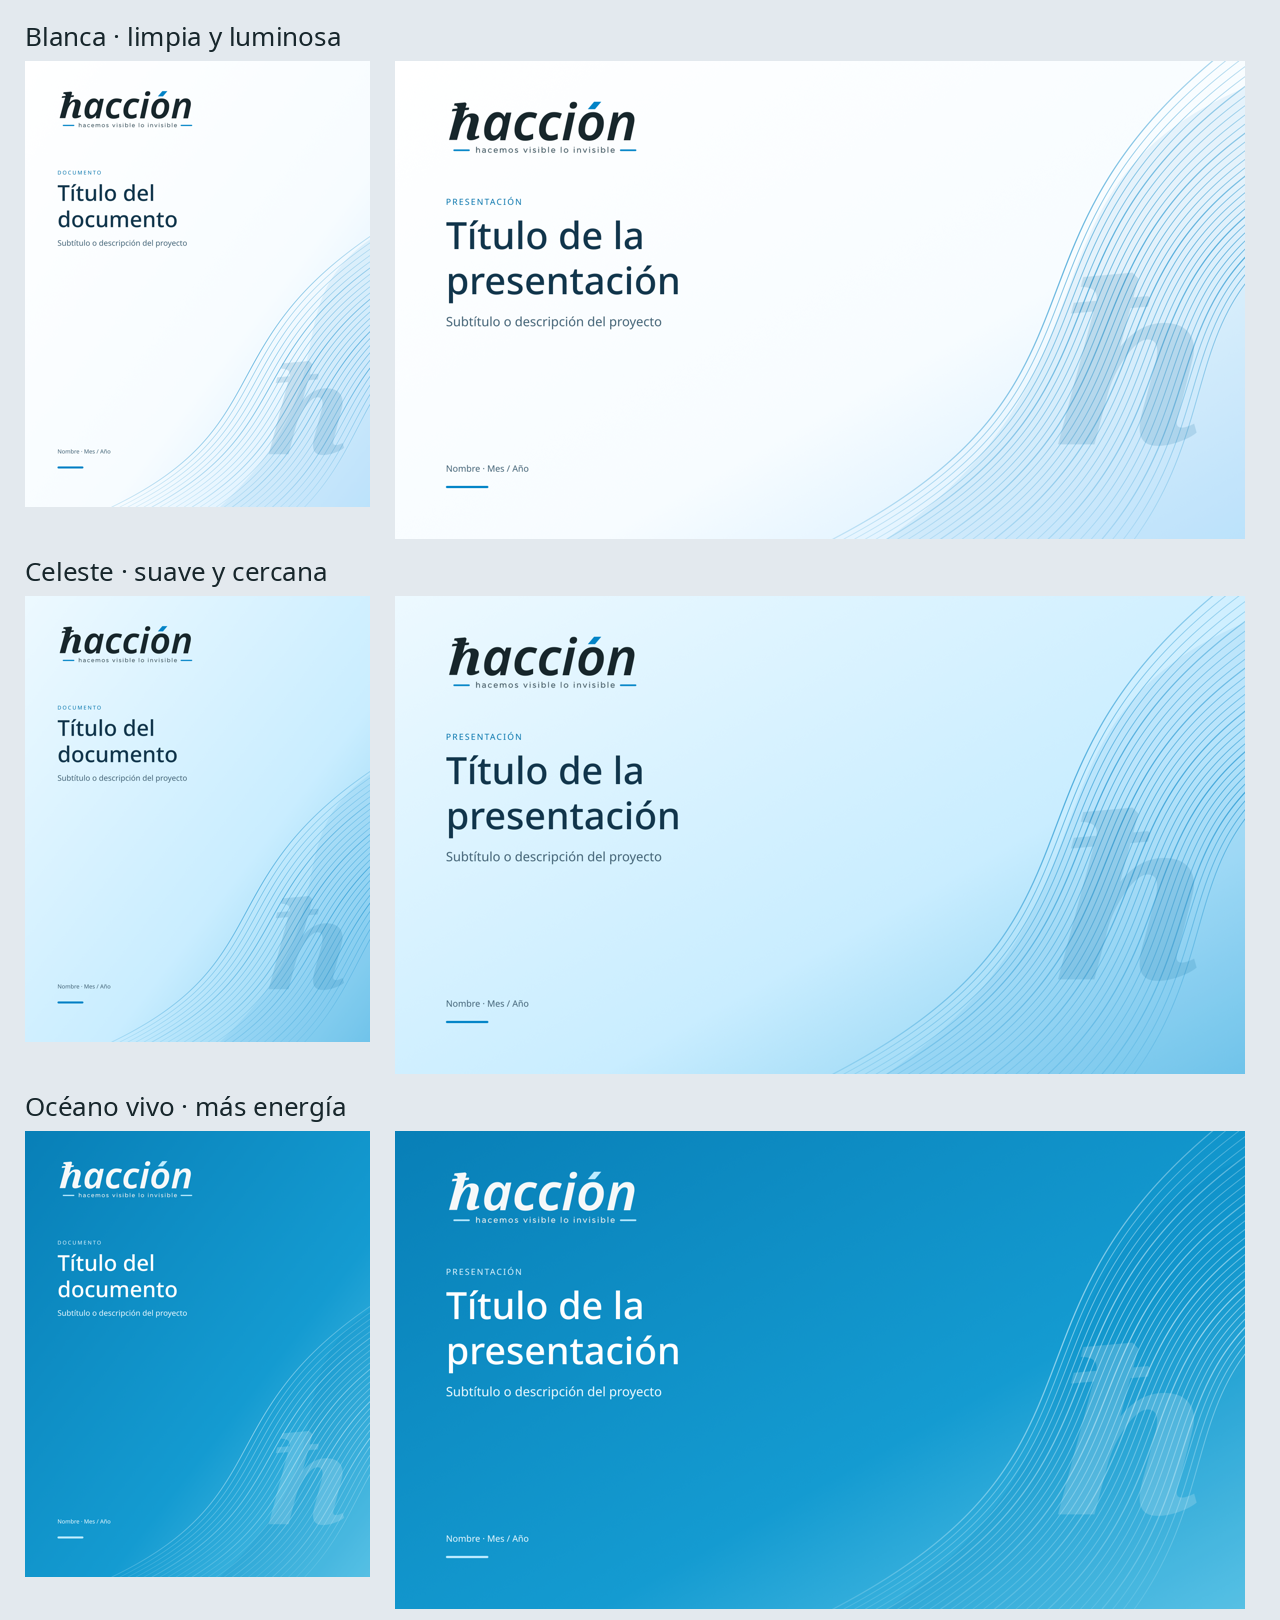 Blanca · limpia y luminosa
ħacción
hacemos visible lo invisible
DOCUMENTO
Título del
documento
Subtítulo o descripción del proyecto
Nombre · Mes / Año
ħ
ħacción
hacemos visible lo invisible
PRESENTACIÓN
Título de la
presentación
Subtítulo o descripción del proyecto
Nombre · Mes / Año
ħ
Celeste · suave y cercana
ħacción
hacemos visible lo invisible
DOCUMENTO
Título del
documento
Subtítulo o descripción del proyecto
Nombre · Mes / Año
ħ
ħacción
hacemos visible lo invisible
PRESENTACIÓN
Título de la
presentación
Subtítulo o descripción del proyecto
Nombre · Mes / Año
ħ
Océano vivo · más energía
ħacción
hacemos visible lo invisible
DOCUMENTO
Título del
documento
Subtítulo o descripción del proyecto
Nombre · Mes / Año
ħ
ħacción
hacemos visible lo invisible
PRESENTACIÓN
Título de la
presentación
Subtítulo o descripción del proyecto
Nombre · Mes / Año
ħ